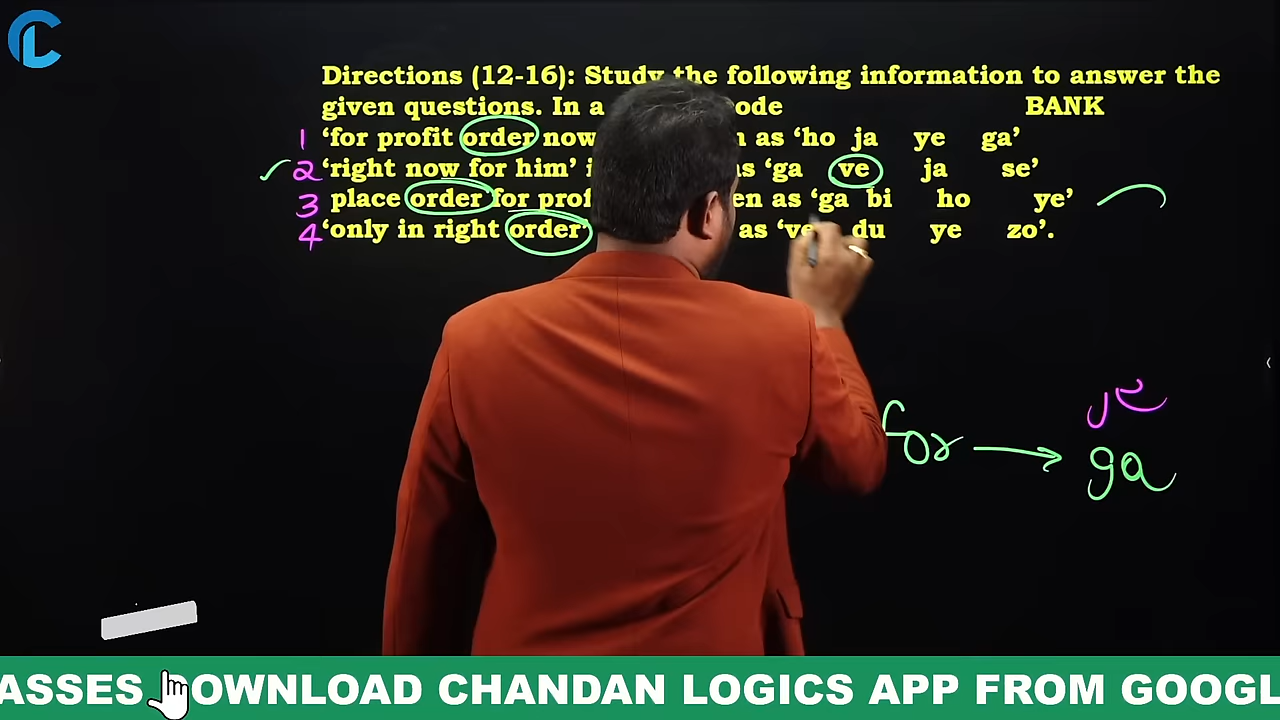 Directions (12-16): Study the following information to answer the
given questions. In a ode BANK
1 ‘for profit order now n as ‘ho ja ye ga’
2 ‘right now for him’ i as ‘ga ve ja se’
3 place order for prof en as ‘ga bi ho ye’
4 ‘only in right order’ as ‘ve du ye zo’.
ye
for → ga
ASSES DOWNLOAD CHANDAN LOGICS APP FROM GOOGL